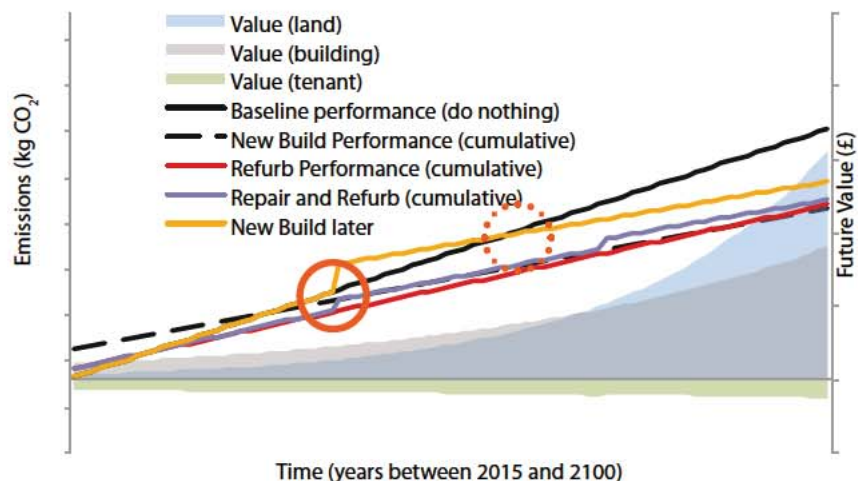 Value (land)
Value (building)
Value (tenant)
Baseline performance (do nothing)
New Build Performance (cumulative)
Refurb Performance (cumulative)
Repair and Refurb (cumulative)
New Build later
Emissions (kg CO₂)
Future Value (£)
Time (years between 2015 and 2100)